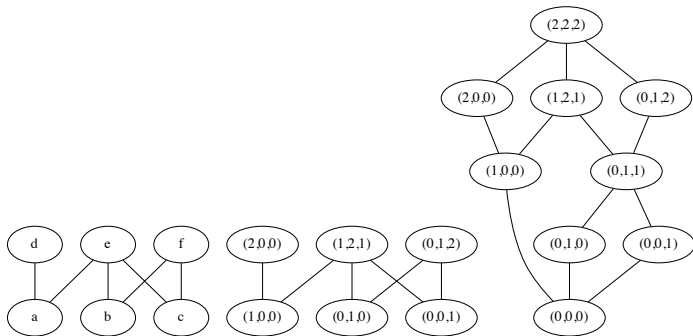 (2,2,2)
(2,0,0) (1,2,1) (0,1,2)
(1,0,0) (0,1,1)
d e f (2,0,0) (1,2,1) (0,1,2) (0,1,0) (0,0,1)
a b c (1,0,0) (0,1,0) (0,0,1) (0,0,0)